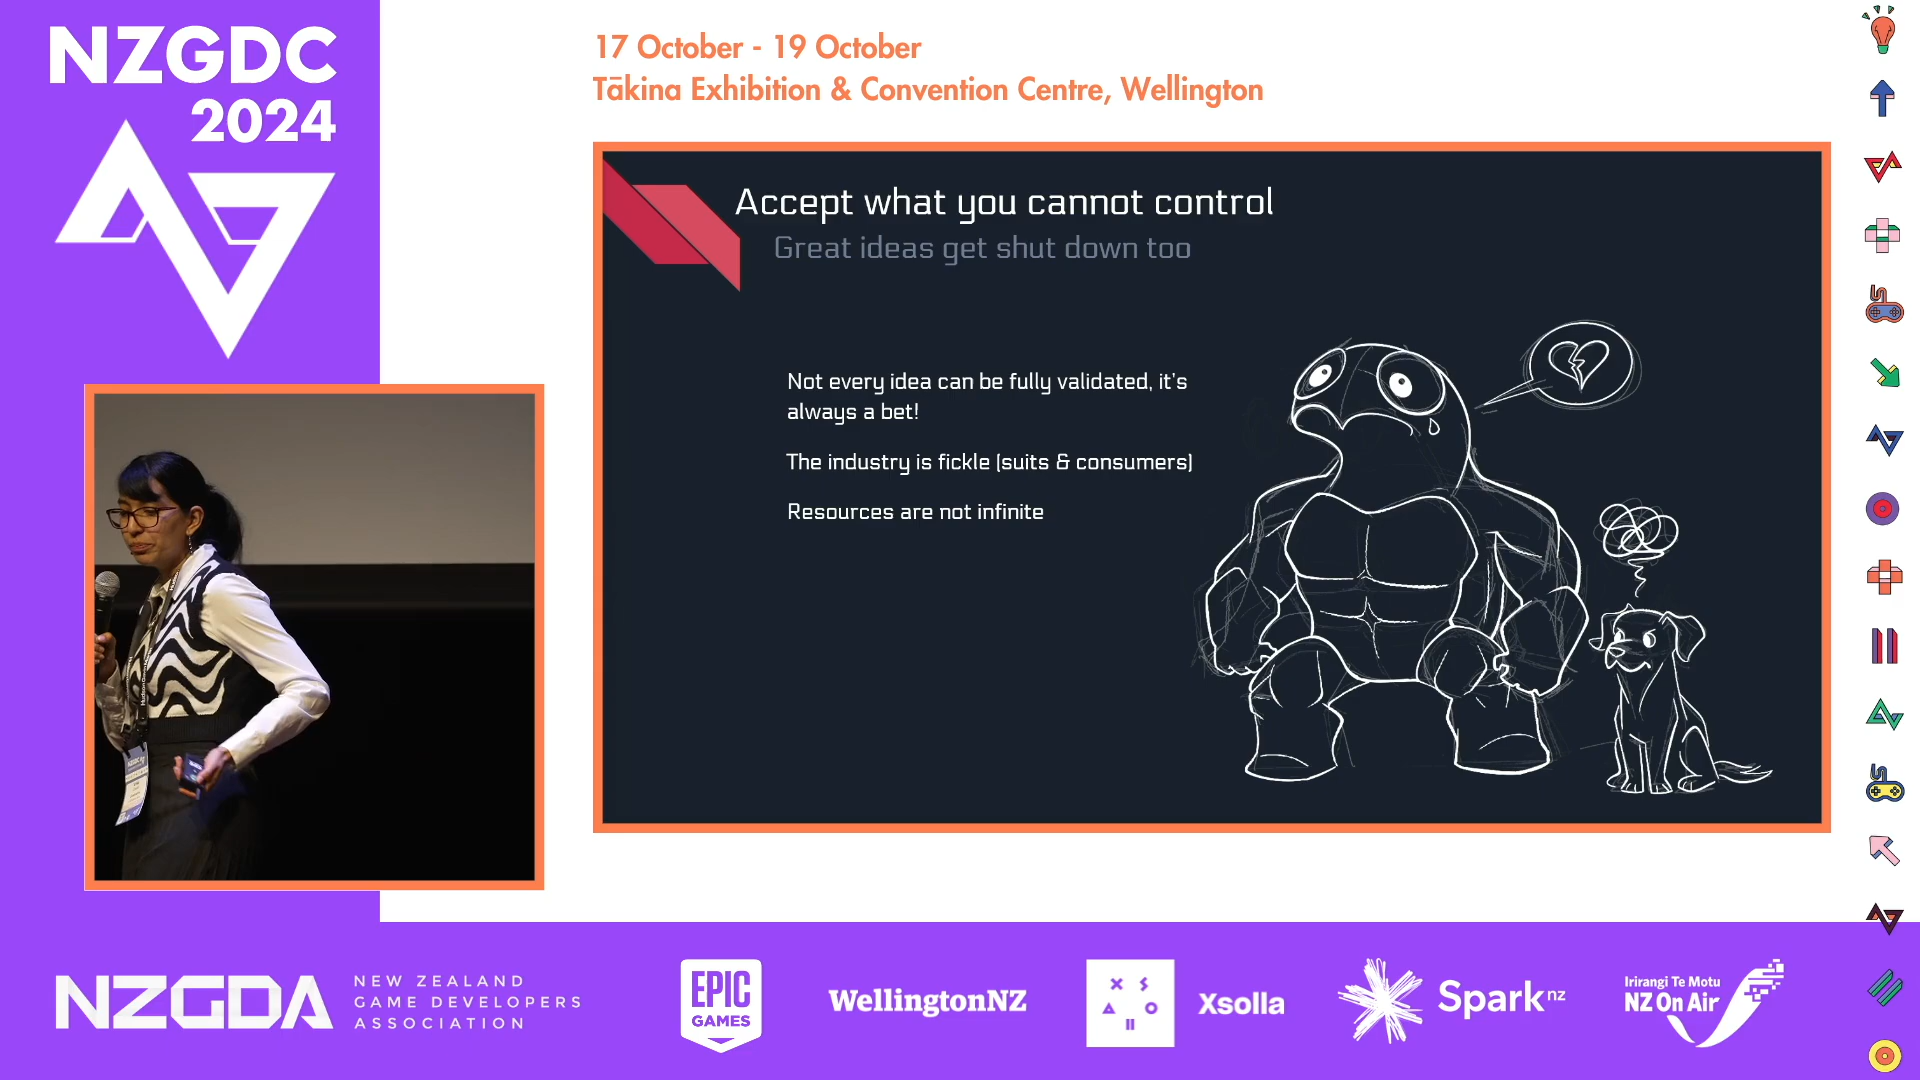 NZGDC
2024
17 October - 19 October
Tākina Exhibition & Convention Centre, Wellington
Accept what you cannot control
Great ideas get shut down too
Not every idea can be fully validated, it's
always a bet!
The industry is fickle (suits & consumers)
Resources are not infinite
NZGDA
NEW ZEALAND
GAME DEVELOPERS
ASSOCIATION
EPIC
GAMES
WellingtonNZ
XSOLLA
Xsolla
Spark nz
Irirangi Te Motu
NZ On Air